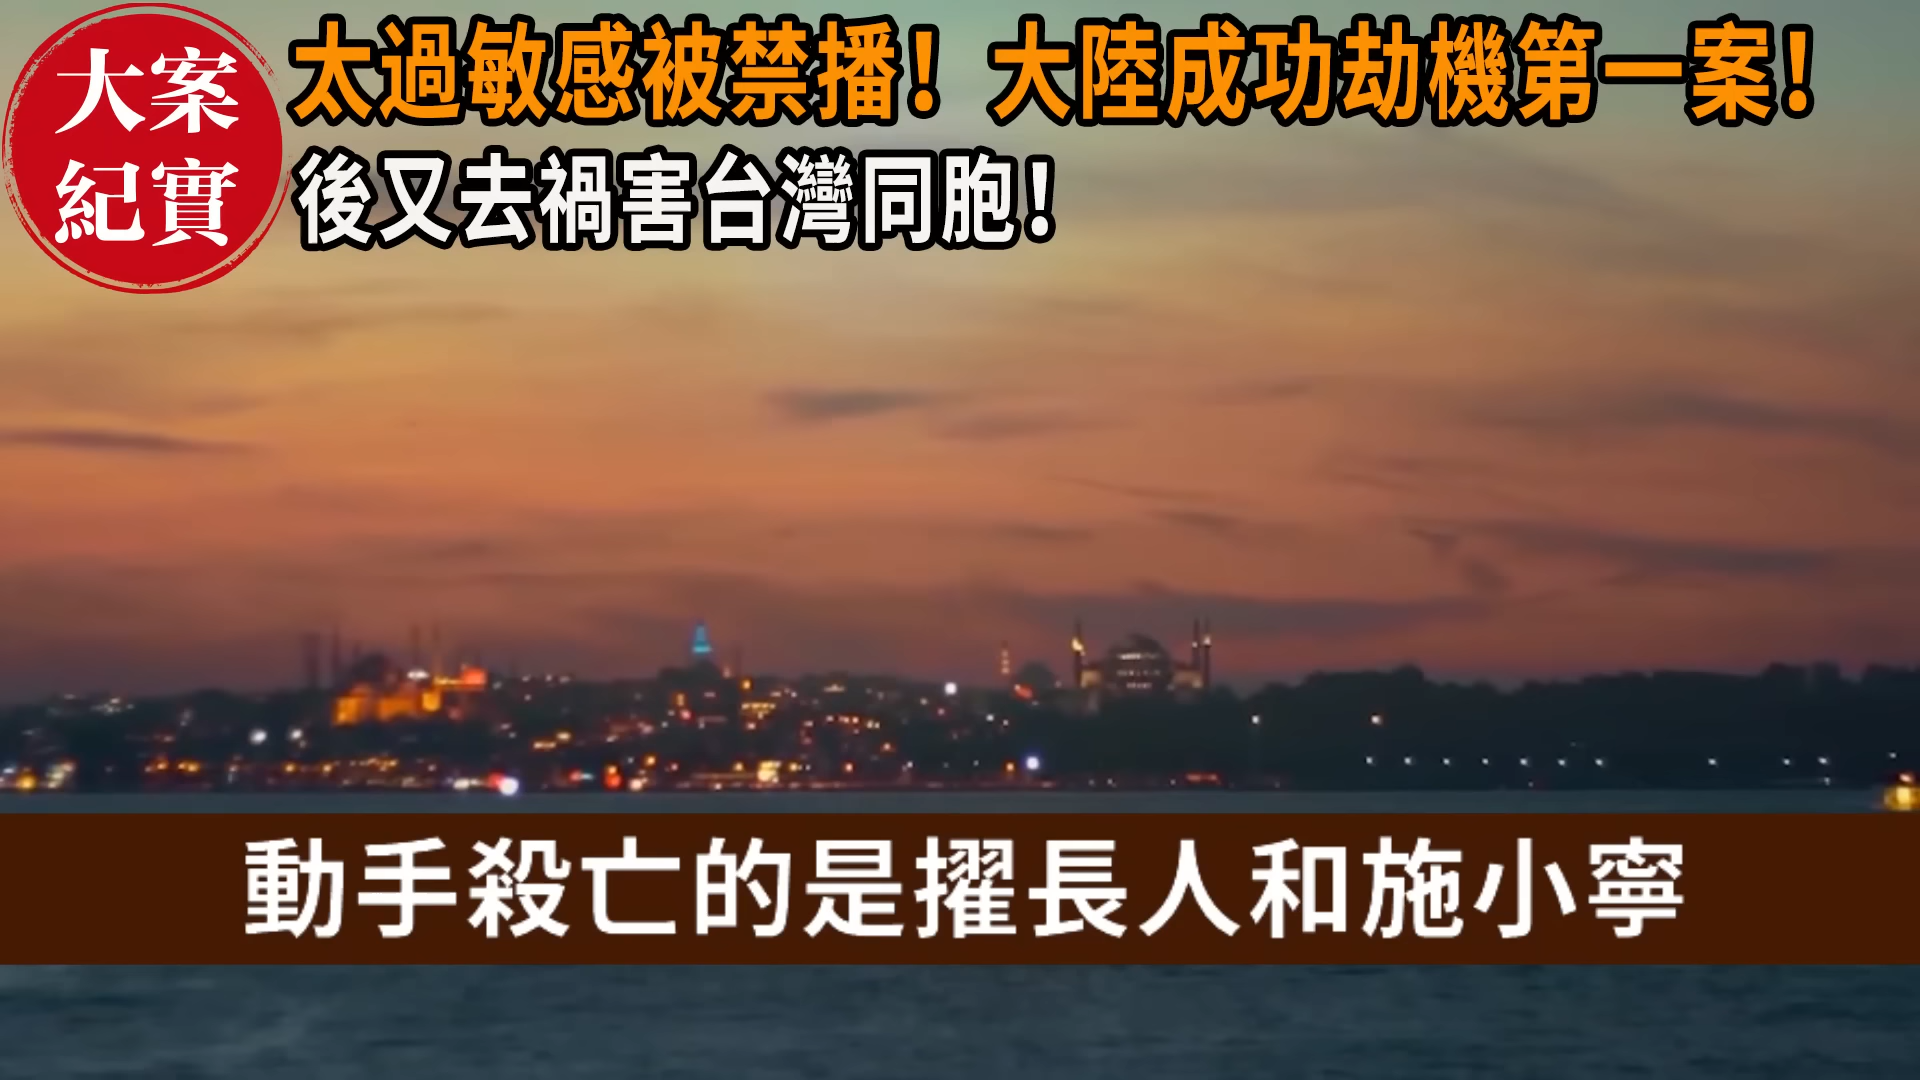 大案
紀實
太過敏感被禁播！大陸成功劫機第一案！
後又去禍害台灣同胞！
動手殺亡的是擢長人和施小寧